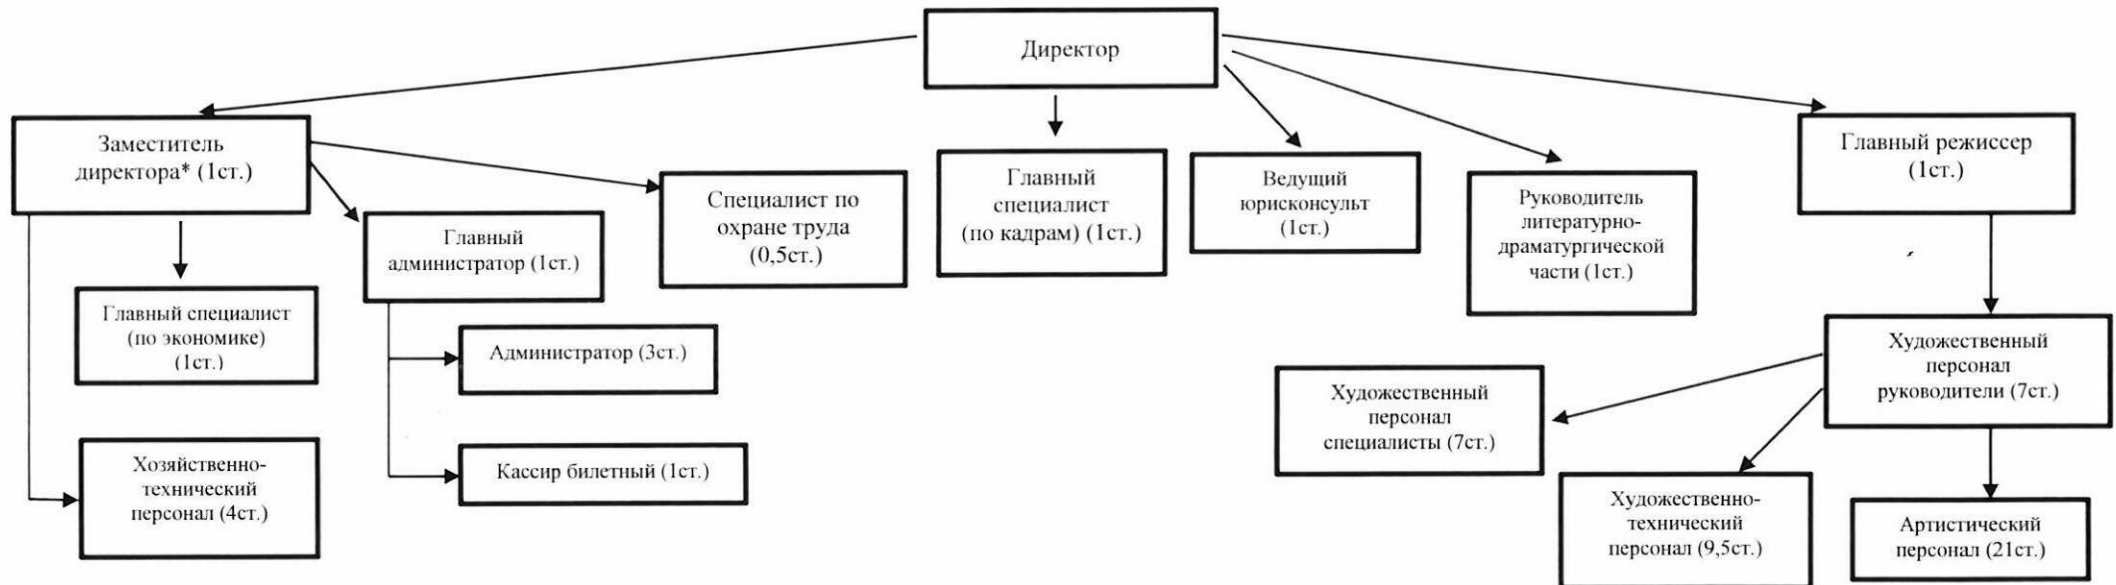 Директор
Заместитель
директора* (1ст.)
Главный режиссер
(1ст.)
Специалист по
охране труда
(0,5ст.)
Главный
специалист
(по кадрам) (1ст.)
Ведущий
юрисконсульт
(1ст.)
Руководитель
литературно-
драматургической
части (1ст.)
Главный
администратор (1ст.)
Главный специалист
(по экономике)
(1ст.)
Администратор (3ст.)
Художественный
персонал
руководители (7ст.)
Художественный
персонал
специалисты (7ст.)
Хозяйственно-
технический
персонал (4ст.)
Кассир билетный (1ст.)
Художественно-
технический
персонал (9,5ст.)
Артистический
персонал (21ст.)